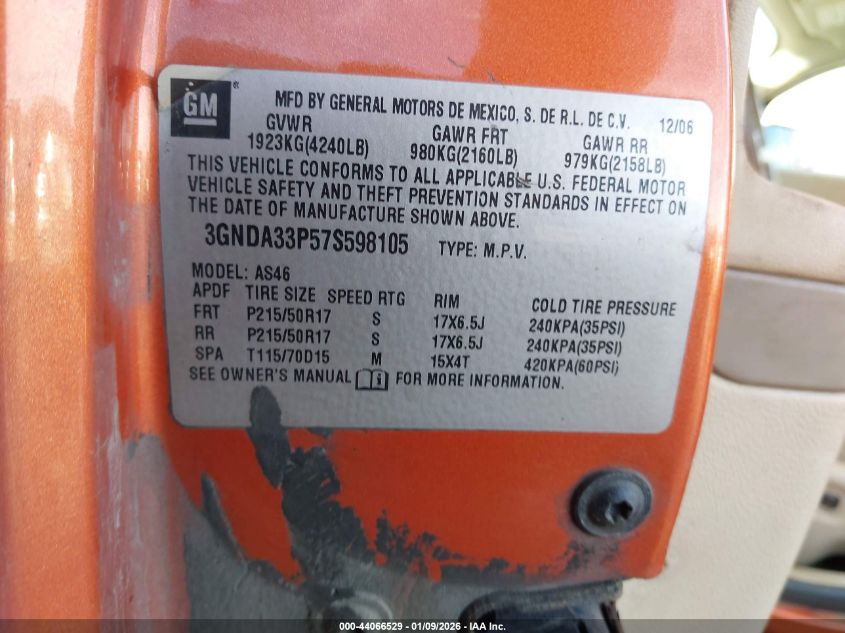 GM ®
MFD BY GENERAL MOTORS DE MEXICO, S. DE R.L. DE C.V. 12/06
GVWR GAWR FRT GAWR RR
1923KG(4240LB) 980KG(2160LB) 979KG(2158LB)
THIS VEHICLE CONFORMS TO ALL APPLICABLE U.S. FEDERAL MOTOR
VEHICLE SAFETY AND THEFT PREVENTION STANDARDS IN EFFECT ON
THE DATE OF MANUFACTURE SHOWN ABOVE.
3GNDA33P57S598105 TYPE: M.P.V.
MODEL: AS46
APDF TIRE SIZE SPEED RTG RIM COLD TIRE PRESSURE
FRT P215/50R17 S 17X6.5J 240KPA(35PSI)
RR P215/50R17 S 17X6.5J 240KPA(35PSI)
SPA T115/70D15 M 15X4T 420KPA(60PSI)
SEE OWNER'S MANUAL FOR MORE INFORMATION.
000-44066529 - 01/09/2026 - IAA Inc.